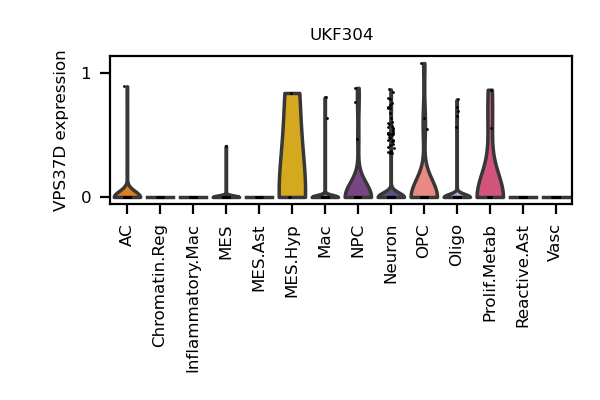 UKF304
VPS37D expression
1
0
AC
Chromatin.Reg
Inflammatory.Mac
MES
MES.Ast
MES.Hyp
Mac
NPC
Neuron
OPC
Oligo
Prolif.Metab
Reactive.Ast
Vasc